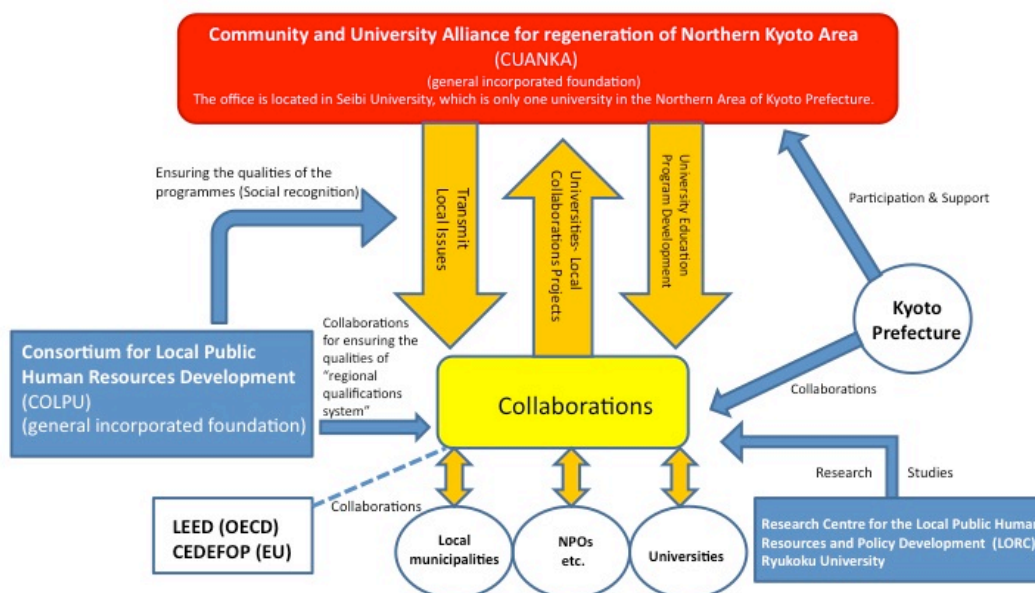 Community and University Alliance for regeneration of Northern Kyoto Area
(CUANKA)
(general incorporated foundation)
The office is located in Seibi University, which is only one university in the Northern Area of Kyoto Prefecture.
Ensuring the qualities of the
programmes (Social recognition)
Transmit
Local Issues
Universities- Local
Collaborations Projects
University Education
Program Development
Participation & Support
Kyoto
Prefecture
Collaborations
Consortium for Local Public
Human Resources Development
(COLPU)
(general incorporated foundation)
Collaborations
for ensuring the
qualities of
“regional
qualifications
system”
Collaborations
Research Studies
LEED (OECD)
CEDEFOP (EU)
Collaborations
Local
municipalities
NPOs
etc.
Universities
Research Centre for the Local Public Human
Resources and Policy Development (LORC)
Ryukoku University